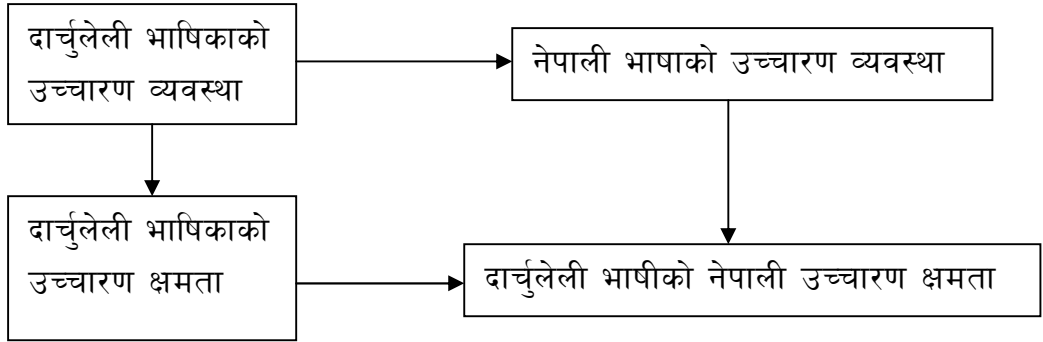 दार्चुलेली भाषिकाको
उच्चारण व्यवस्था
नेपाली भाषाको उच्चारण व्यवस्था
दार्चुलेली भाषिकाको
उच्चारण क्षमता
दार्चुलेली भाषीको नेपाली उच्चारण क्षमता